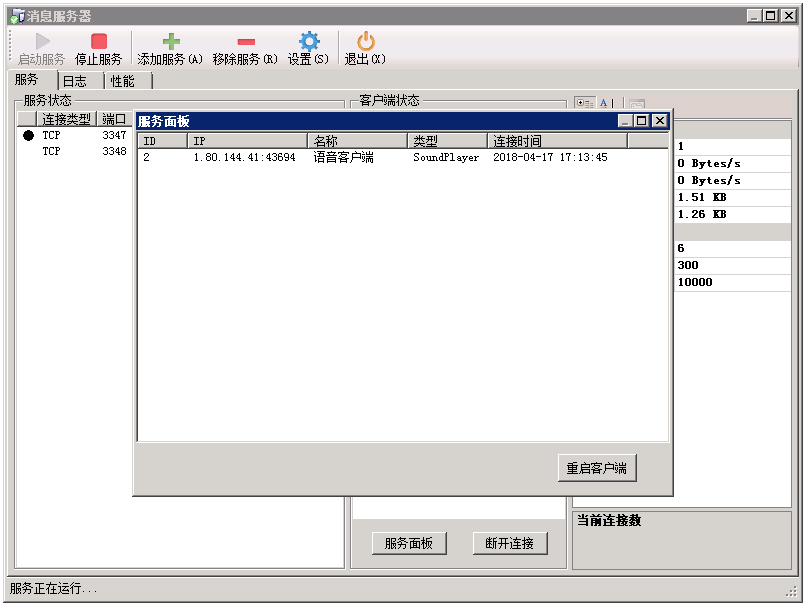 消息服务器
启动服务 停止服务 添加服务(A) 移除服务(R) 设置(S) 退出(X)
服务 日志 性能
服务状态 客户端状态
连接类型 端口
TCP 3347
TCP 3348
服务面板
ID IP 名称 类型 连接时间
2 1.80.144.41:43694 语音客户端 SoundPlayer 2018-04-17 17:13:45
重启客户端
1
0 Bytes/s
0 Bytes/s
1.51 KB
1.26 KB
6
300
10000
服务面板 断开连接
当前连接数
服务正在运行...